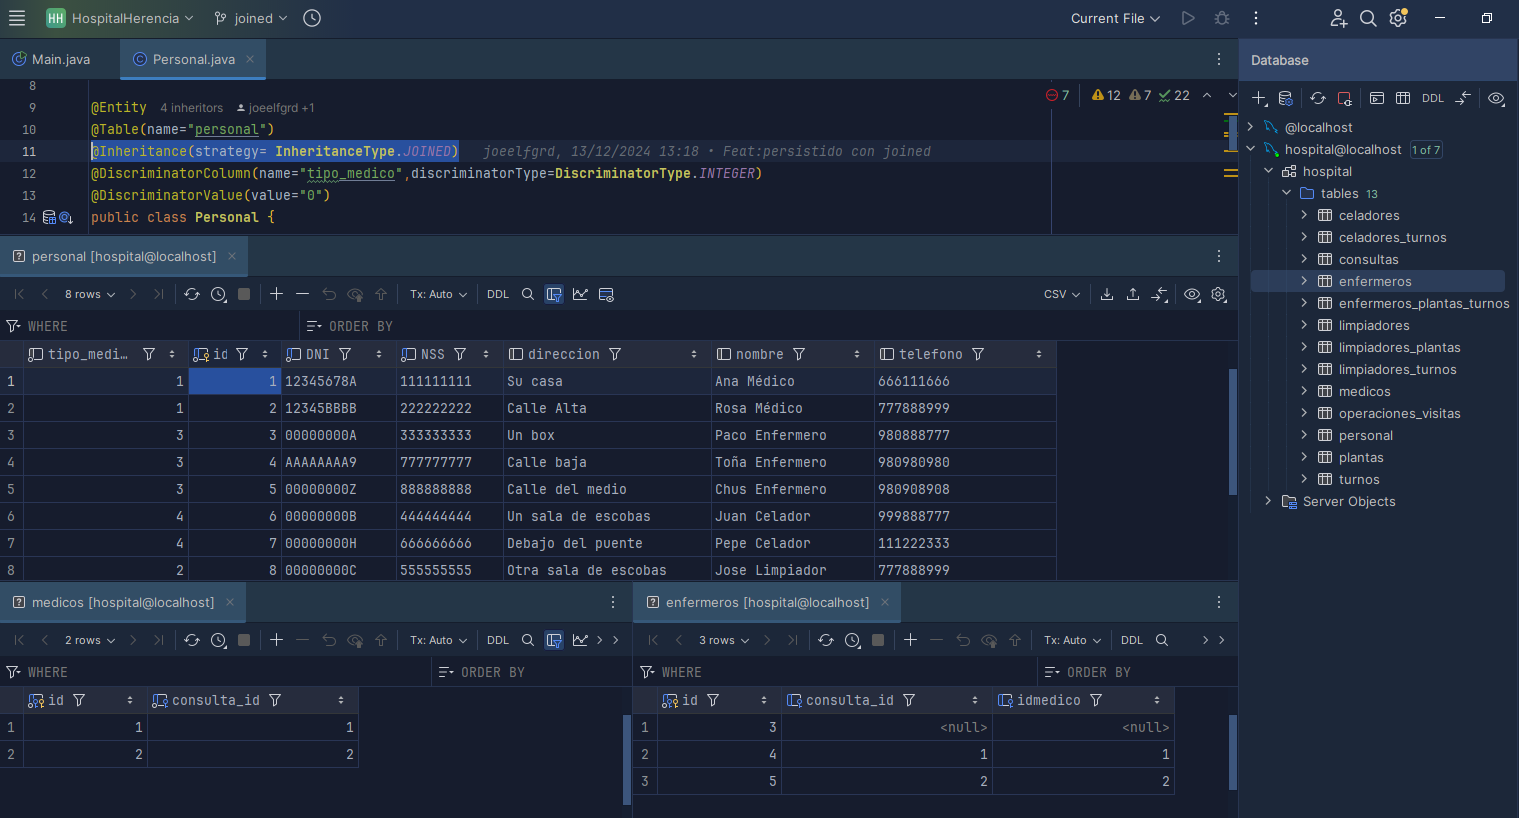 HH HospitalHerencia joined Current File
Main.java Personal.java
8
7 12 7 22
9 @Entity 4 inheritors joeelfgrd +1
10 @Table(name="personal")
11 @Inheritance(strategy= InheritanceType.JOINED) joeelfgrd, 13/12/2024 13:18 • Feat:persistido con joined
12 @DiscriminatorColumn(name="tipo_medico",discriminatorType=DiscriminatorType.INTEGER)
13 @DiscriminatorValue(value="0")
14 public class Personal {
personal [hospital@localhost]
8 rows Tx: Auto DDL CSV
WHERE ORDER BY
tipo_medi... id DNI NSS direccion nombre telefono
1 1 1 12345678A 111111111 Su casa Ana Médico 666111666
2 1 2 12345BBBB 222222222 Calle Alta Rosa Médico 777888999
3 3 3 00000000A 333333333 Un box Paco Enfermero 980888777
4 3 4 AAAAAAAA9 777777777 Calle baja Toña Enfermero 980980980
5 3 5 00000000Z 888888888 Calle del medio Chus Enfermero 980908908
6 4 6 00000000B 444444444 Un sala de escobas Juan Celador 999888777
7 4 7 00000000H 666666666 Debajo del puente Pepe Celador 111222333
8 2 8 00000000C 555555555 Otra sala de escobas Jose Limpiador 777888999
medicos [hospital@localhost]
2 rows Tx: Auto DDL
WHERE ORDER BY
id consulta_id
1 1 1
2 2 2
enfermeros [hospital@localhost]
3 rows Tx: Auto DDL
WHERE ORDER BY
id consulta_id idmedico
1 3 <null> <null>
2 4 1 1
3 5 2 2
Database
DDL
@localhost
hospital@localhost 1 of 7
hospital
tables 13
celadores
celadores_turnos
consultas
enfermeros
enfermeros_plantas_turnos
limpiadores
limpiadores_plantas
limpiadores_turnos
medicos
operaciones_visitas
personal
plantas
turnos
Server Objects